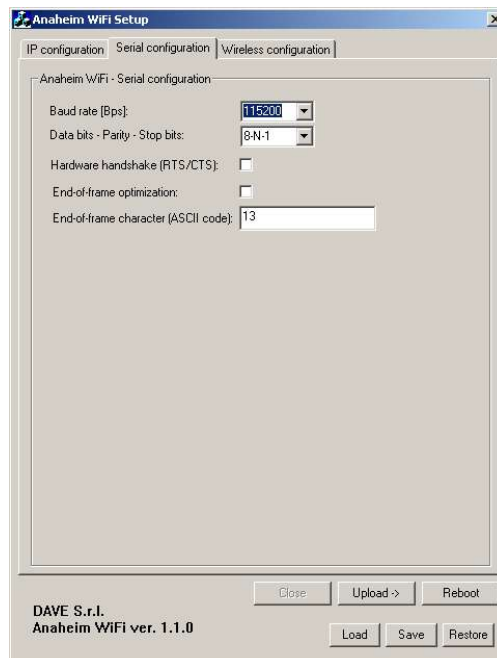 Anaheim WiFi Setup
IP configuration Serial configuration Wireless configuration
Anaheim WiFi - Serial configuration
Baud rate [Bps]: 115200
Data bits - Parity - Stop bits: 8-N-1
Hardware handshake (RTS/CTS):
End-of-frame optimization:
End-of-frame character (ASCII code): 13
Close Upload -> Reboot
DAVE S.r.l.
Anaheim WiFi ver. 1.1.0
Load Save Restore